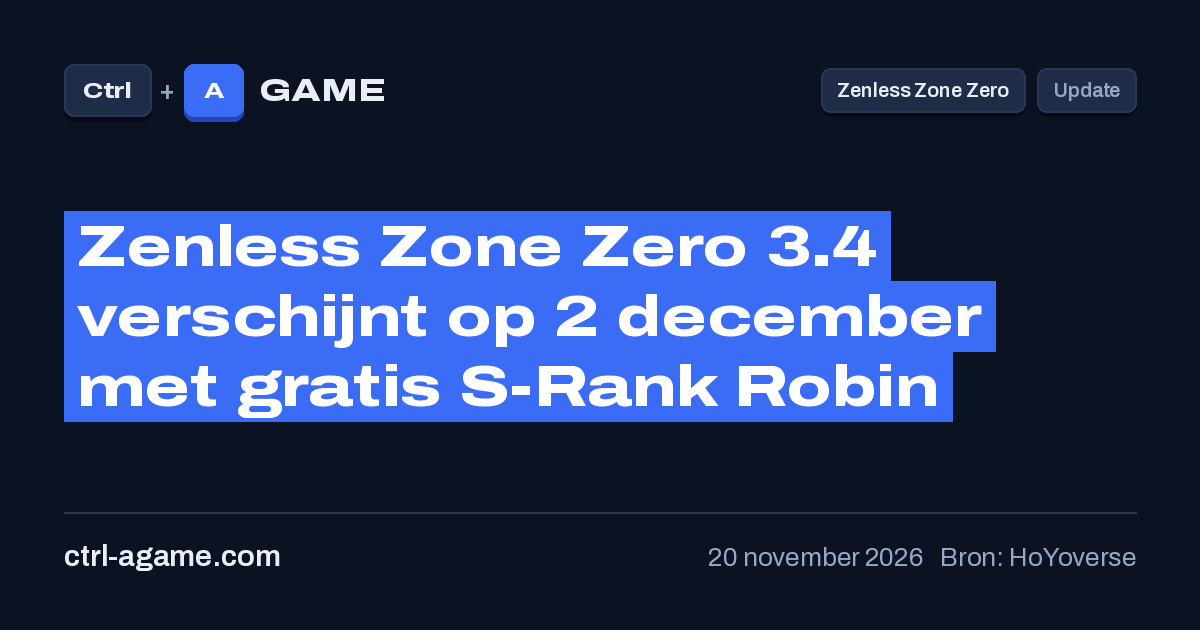 Ctrl + A GAME
Zenless Zone Zero Update
Zenless Zone Zero 3.4
verschijnt op 2 december
met gratis S-Rank Robin
ctrl-agame.com
20 november 2026 Bron: HoYoverse